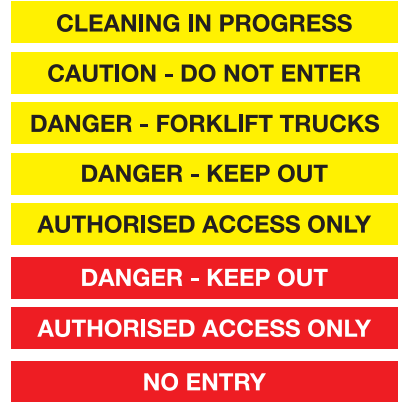 CLEANING IN PROGRESS
CAUTION - DO NOT ENTER
DANGER - FORKLIFT TRUCKS
DANGER - KEEP OUT
AUTHORISED ACCESS ONLY
DANGER - KEEP OUT
AUTHORISED ACCESS ONLY
NO ENTRY